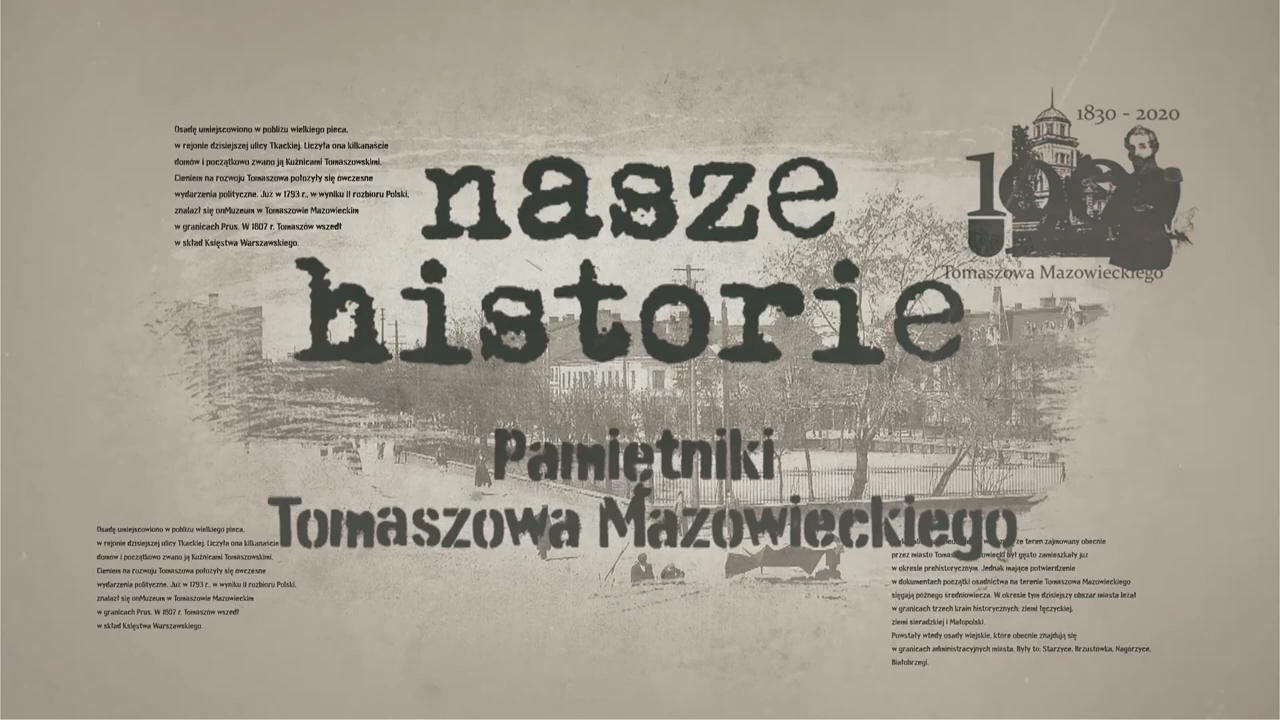 Osadę umiejscowiono w pobliżu wielkiego pieca,
w rejonie dzisiejszej ulicy Tkackiej. Liczyła ona kilkanaście
domów i początkowo zwano ją Kuźnicami Tomaszowskimi.
Cieniem na rozwoju Tomaszowa położyły się ówczesne
wydarzenia polityczne. Już w 1793 r., w wyniku II rozbioru Polski,
znalazł się onMuzeum w Tomaszowie Mazowieckim
w granicach Prus. W 1807 r. Tomaszów wszedł
w skład Księstwa Warszawskiego.
1830 - 2020
190
Tomaszowa Mazowieckiego
nasze
historie
Pamiętniki
Tomaszowa Mazowieckiego
Osadę umiejscowiono w pobliżu wielkiego pieca,
w rejonie dzisiejszej ulicy Tkackiej. Liczyła ona kilkanaście
domów i początkowo zwano ją Kuźnicami Tomaszowskimi.
Cieniem na rozwoju Tomaszowa położyły się ówczesne
wydarzenia polityczne. Już w 1793 r., w wyniku II rozbioru Polski,
znalazł się onMuzeum w Tomaszowie Mazowieckim
w granicach Prus. W 1807 r. Tomaszów wszedł
w skład Księstwa Warszawskiego.
że teren zajmowany obecnie
przez miasto był gęsto zamieszkały już
w okresie prehistorycznym. Jednak mające potwierdzenie
w dokumentach początki osadnictwa na terenie Tomaszowa Mazowieckiego
sięgają późnego średniowiecza. W okresie tym dzisiejszy obszar miasta leżał
w granicach trzech krain historycznych: ziemi łęczyckiej,
ziemi sieradzkiej i Małopolski.
Powstały wtedy osady wiejskie, które obecnie znajdują się
w granicach administracyjnych miasta. Były to: Starzyce, Brzustówka, Nagórzyce,
Białobrzegi.